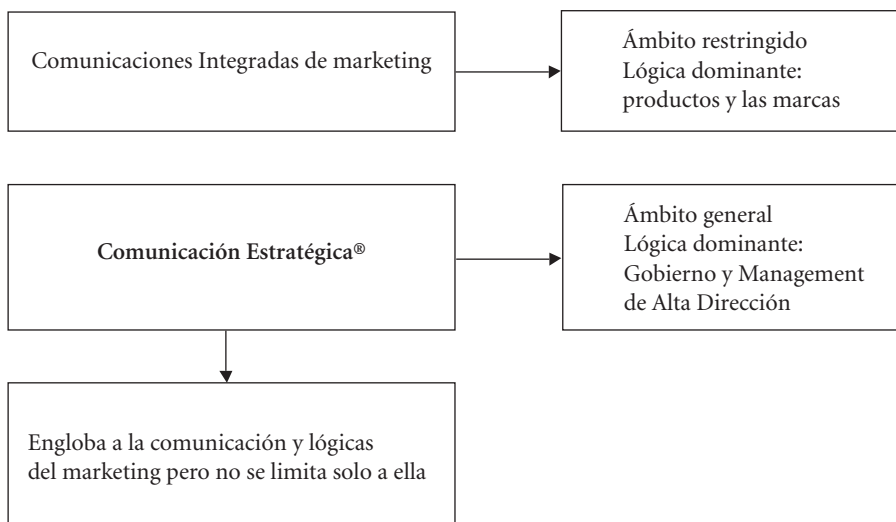 Comunicaciones Integradas de marketing
Ámbito restringido
Lógica dominante:
productos y las marcas
Comunicación Estratégica®
Ámbito general
Lógica dominante:
Gobierno y Management
de Alta Dirección
Engloba a la comunicación y lógicas
del marketing pero no se limita solo a ella